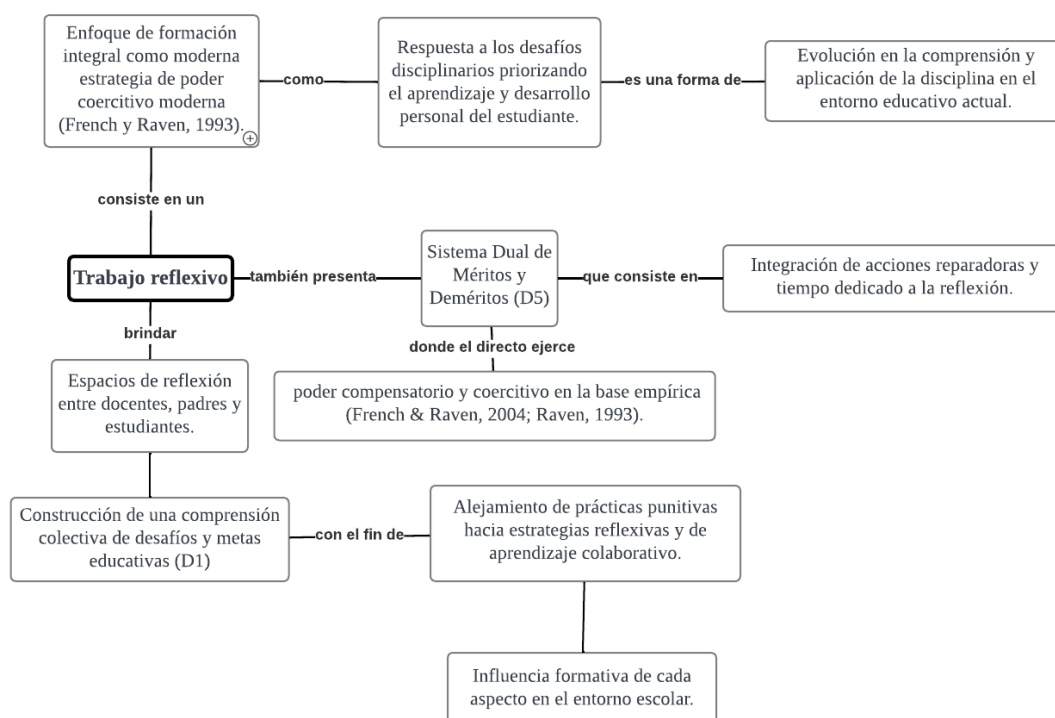 Enfoque de formación
integral como moderna
estrategia de poder
coercitivo moderna
(French y Raven, 1993).
como
Respuesta a los desafíos
disciplinarios priorizando
el aprendizaje y desarrollo
personal del estudiante.
es una forma de
Evolución en la comprensión y
aplicación de la disciplina en el
entorno educativo actual.
consiste en un
Trabajo reflexivo
también presenta
Sistema Dual de
Méritos y
Deméritos (D5)
que consiste en
Integración de acciones reparadoras y
tiempo dedicado a la reflexión.
brindar
donde el directo ejerce
Espacios de reflexión
entre docentes, padres y
estudiantes.
poder compensatorio y coercitivo en la base empírica
(French & Raven, 2004; Raven, 1993).
Construcción de una comprensión
colectiva de desafíos y metas
educativas (D1)
con el fin de
Alejamiento de prácticas punitivas
hacia estrategias reflexivas y de
aprendizaje colaborativo.
Influencia formativa de cada
aspecto en el entorno escolar.